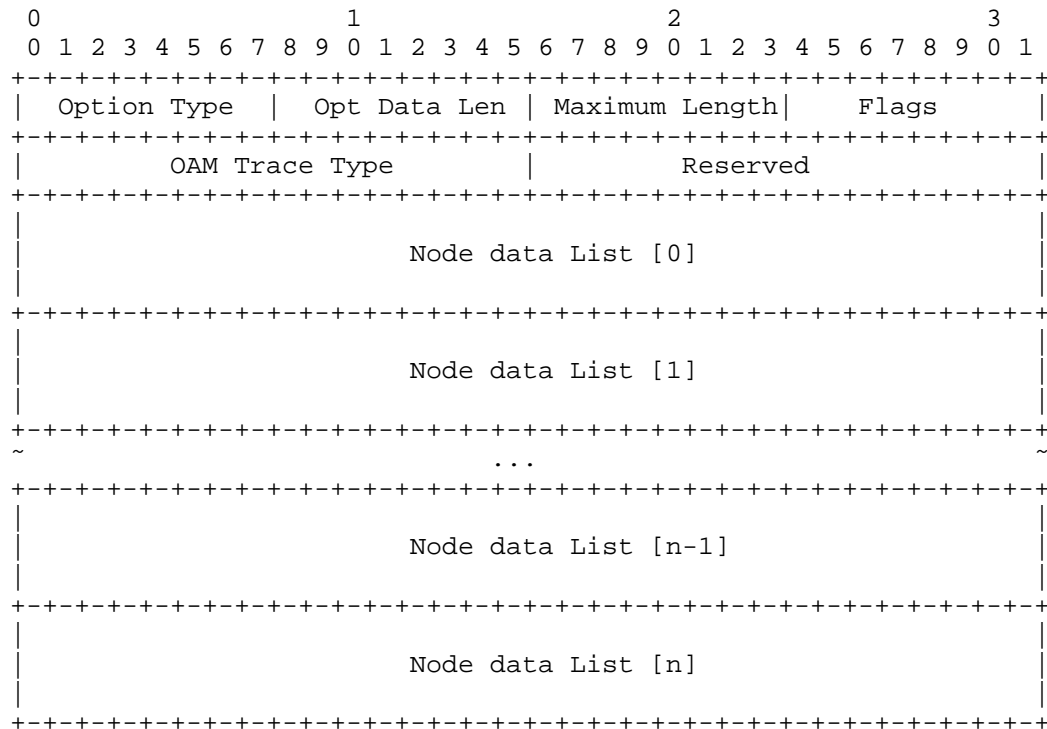 0                   1                   2                   3
 0 1 2 3 4 5 6 7 8 9 0 1 2 3 4 5 6 7 8 9 0 1 2 3 4 5 6 7 8 9 0 1
+-+-+-+-+-+-+-+-+-+-+-+-+-+-+-+-+-+-+-+-+-+-+-+-+-+-+-+-+-+-+-+-+
|  Option Type  |  Opt Data Len | Maximum Length|    Flags      |
+-+-+-+-+-+-+-+-+-+-+-+-+-+-+-+-+-+-+-+-+-+-+-+-+-+-+-+-+-+-+-+-+
|         OAM Trace Type        |         Reserved              |
+-+-+-+-+-+-+-+-+-+-+-+-+-+-+-+-+-+-+-+-+-+-+-+-+-+-+-+-+-+-+-+-+
|                                                               |
|                        Node data List [0]                     |
|                                                               |
+-+-+-+-+-+-+-+-+-+-+-+-+-+-+-+-+-+-+-+-+-+-+-+-+-+-+-+-+-+-+-+-+
|                                                               |
|                        Node data List [1]                     |
|                                                               |
+-+-+-+-+-+-+-+-+-+-+-+-+-+-+-+-+-+-+-+-+-+-+-+-+-+-+-+-+-+-+-+-+
~                             ...                               ~
+-+-+-+-+-+-+-+-+-+-+-+-+-+-+-+-+-+-+-+-+-+-+-+-+-+-+-+-+-+-+-+-+
|                                                               |
|                        Node data List [n-1]                   |
|                                                               |
+-+-+-+-+-+-+-+-+-+-+-+-+-+-+-+-+-+-+-+-+-+-+-+-+-+-+-+-+-+-+-+-+
|                                                               |
|                        Node data List [n]                     |
|                                                               |
+-+-+-+-+-+-+-+-+-+-+-+-+-+-+-+-+-+-+-+-+-+-+-+-+-+-+-+-+-+-+-+-+